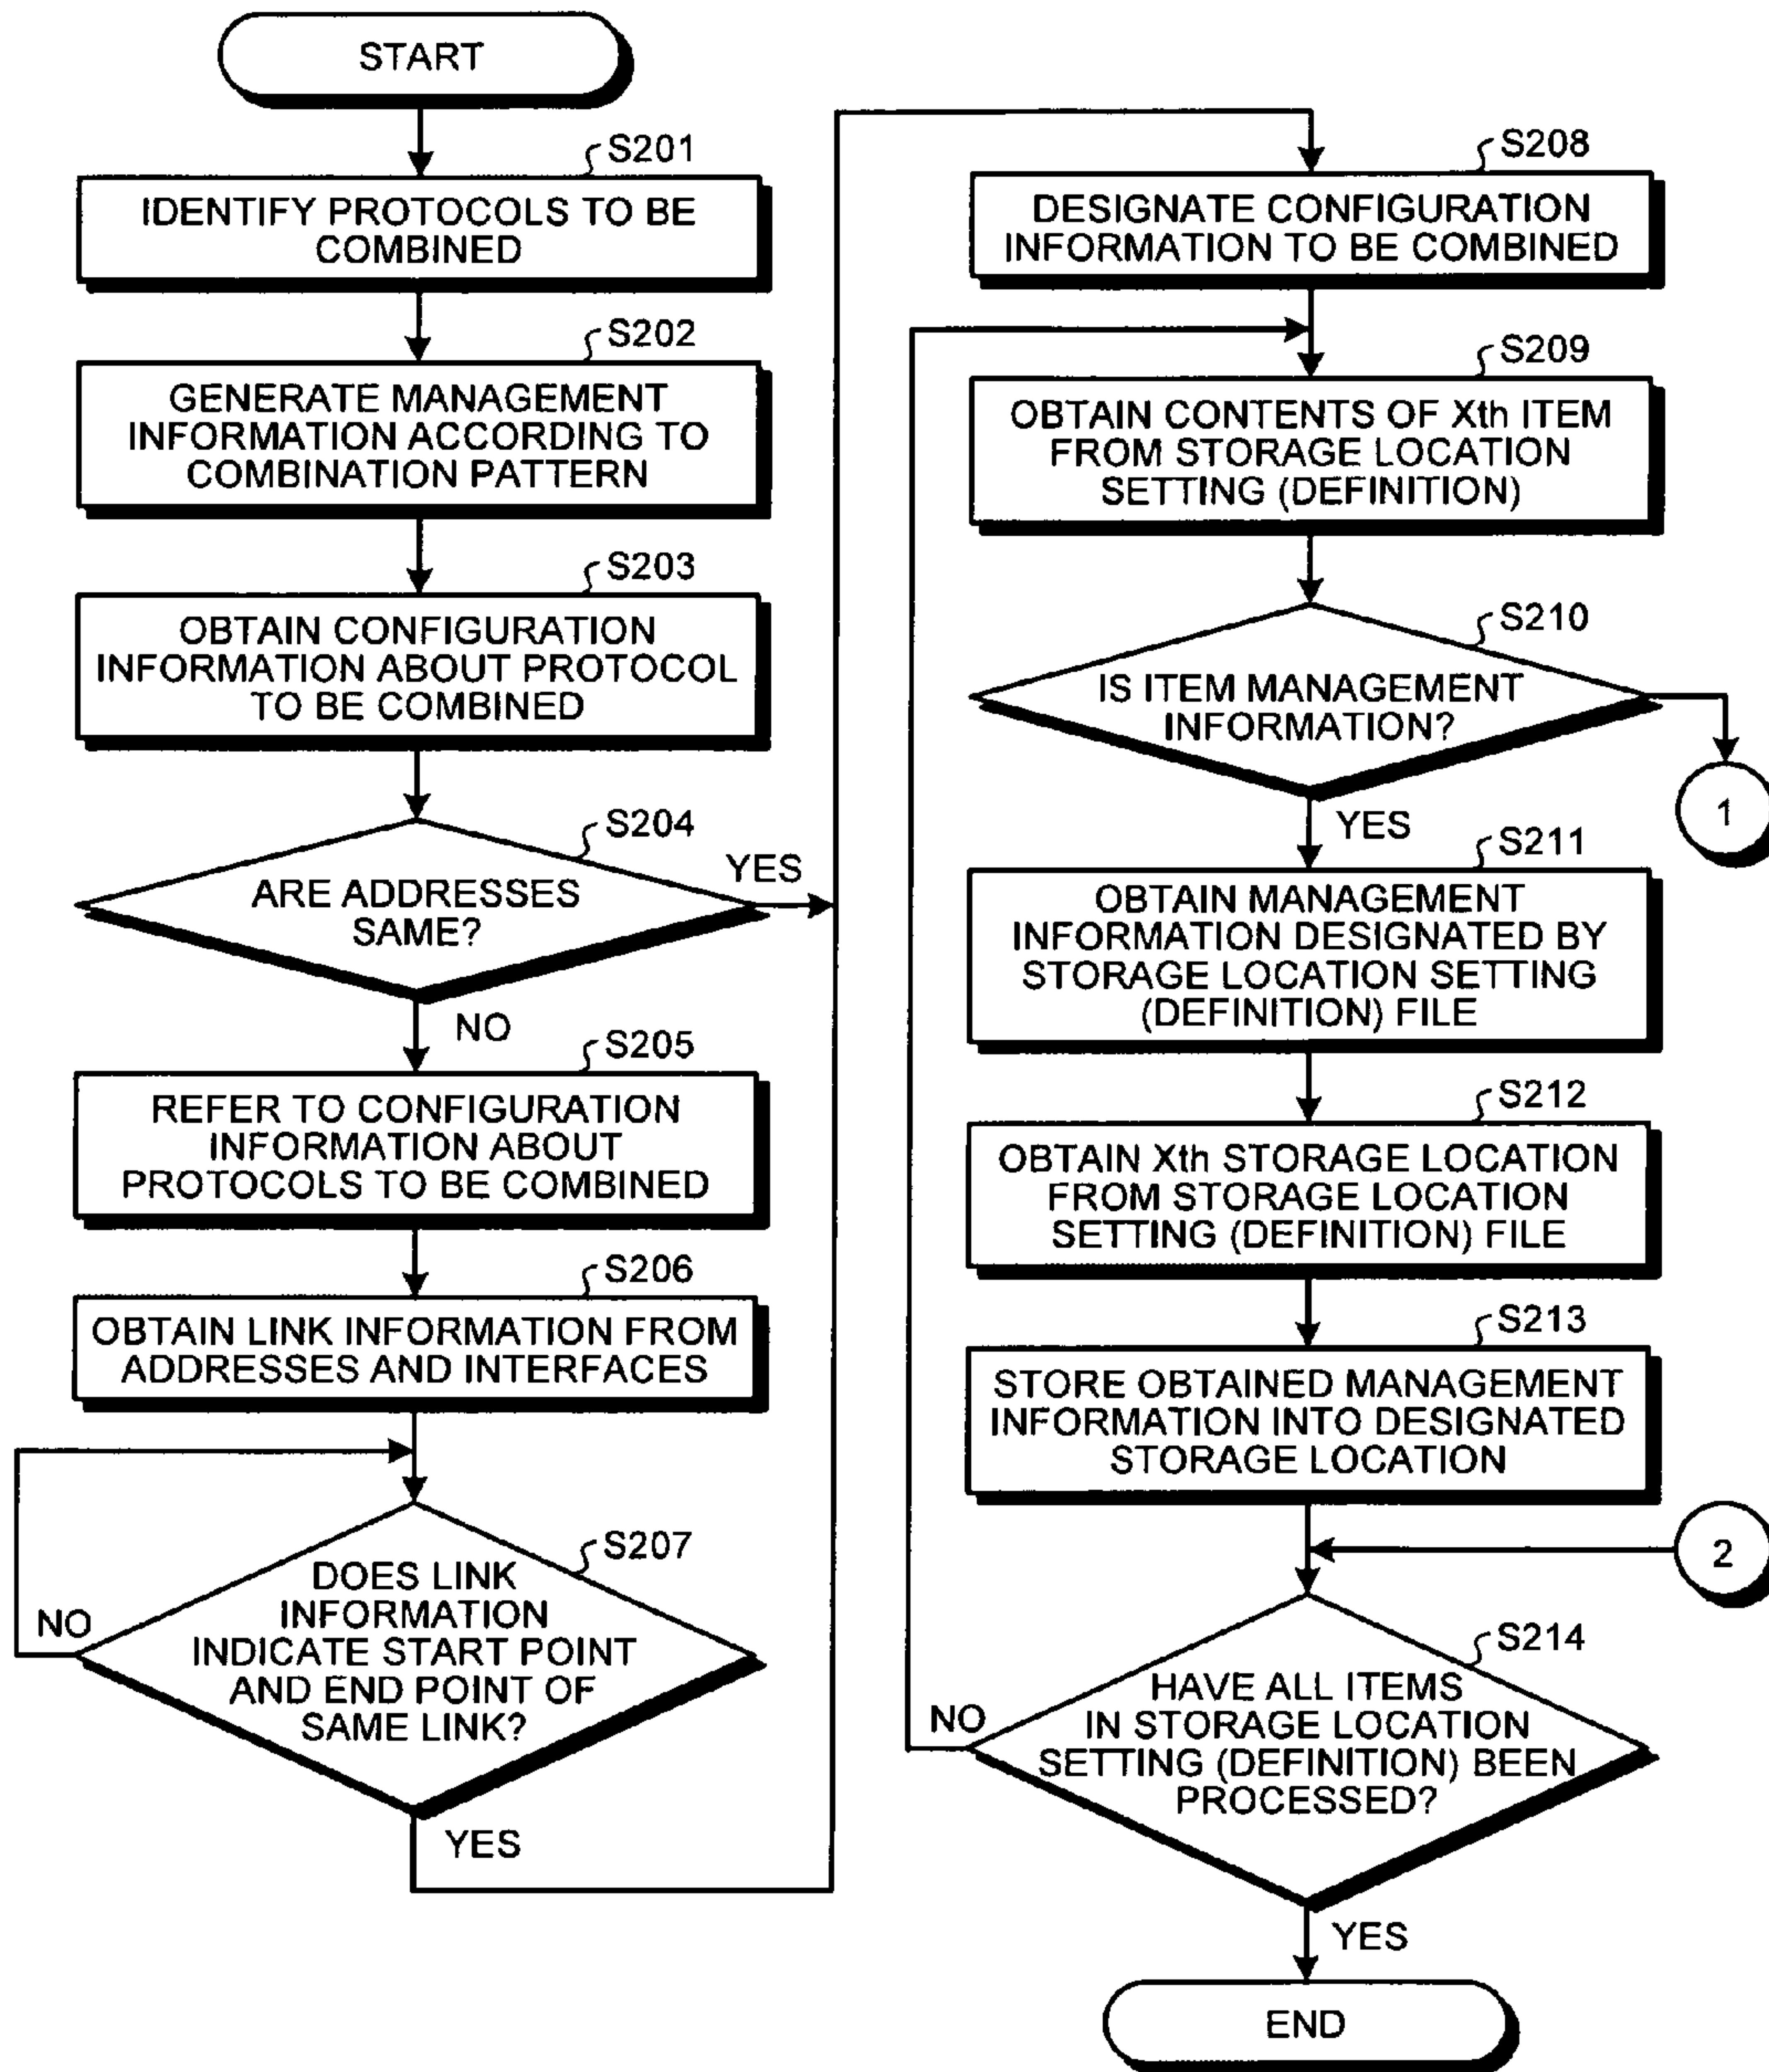 START
S201
IDENTIFY PROTOCOLS TO BE
COMBINED
S202
GENERATE MANAGEMENT
INFORMATION ACCORDING TO
COMBINATION PATTERN
S203
OBTAIN CONFIGURATION
INFORMATION ABOUT PROTOCOL
TO BE COMBINED
S204
ARE ADDRESSES
SAME?
YES
NO
S205
REFER TO CONFIGURATION
INFORMATION ABOUT
PROTOCOLS TO BE COMBINED
S206
OBTAIN LINK INFORMATION FROM
ADDRESSES AND INTERFACES
S207
DOES LINK
INFORMATION
INDICATE START POINT
AND END POINT OF
SAME LINK?
NO
YES
S208
DESIGNATE CONFIGURATION
INFORMATION TO BE COMBINED
S209
OBTAIN CONTENTS OF Xth ITEM
FROM STORAGE LOCATION
SETTING (DEFINITION)
S210
IS ITEM MANAGEMENT
INFORMATION?
1
YES
S211
OBTAIN MANAGEMENT
INFORMATION DESIGNATED BY
STORAGE LOCATION SETTING
(DEFINITION) FILE
S212
OBTAIN Xth STORAGE LOCATION
FROM STORAGE LOCATION
SETTING (DEFINITION) FILE
S213
STORE OBTAINED MANAGEMENT
INFORMATION INTO DESIGNATED
STORAGE LOCATION
2
S214
HAVE ALL ITEMS
IN STORAGE LOCATION
SETTING (DEFINITION) BEEN
PROCESSED?
NO
YES
END